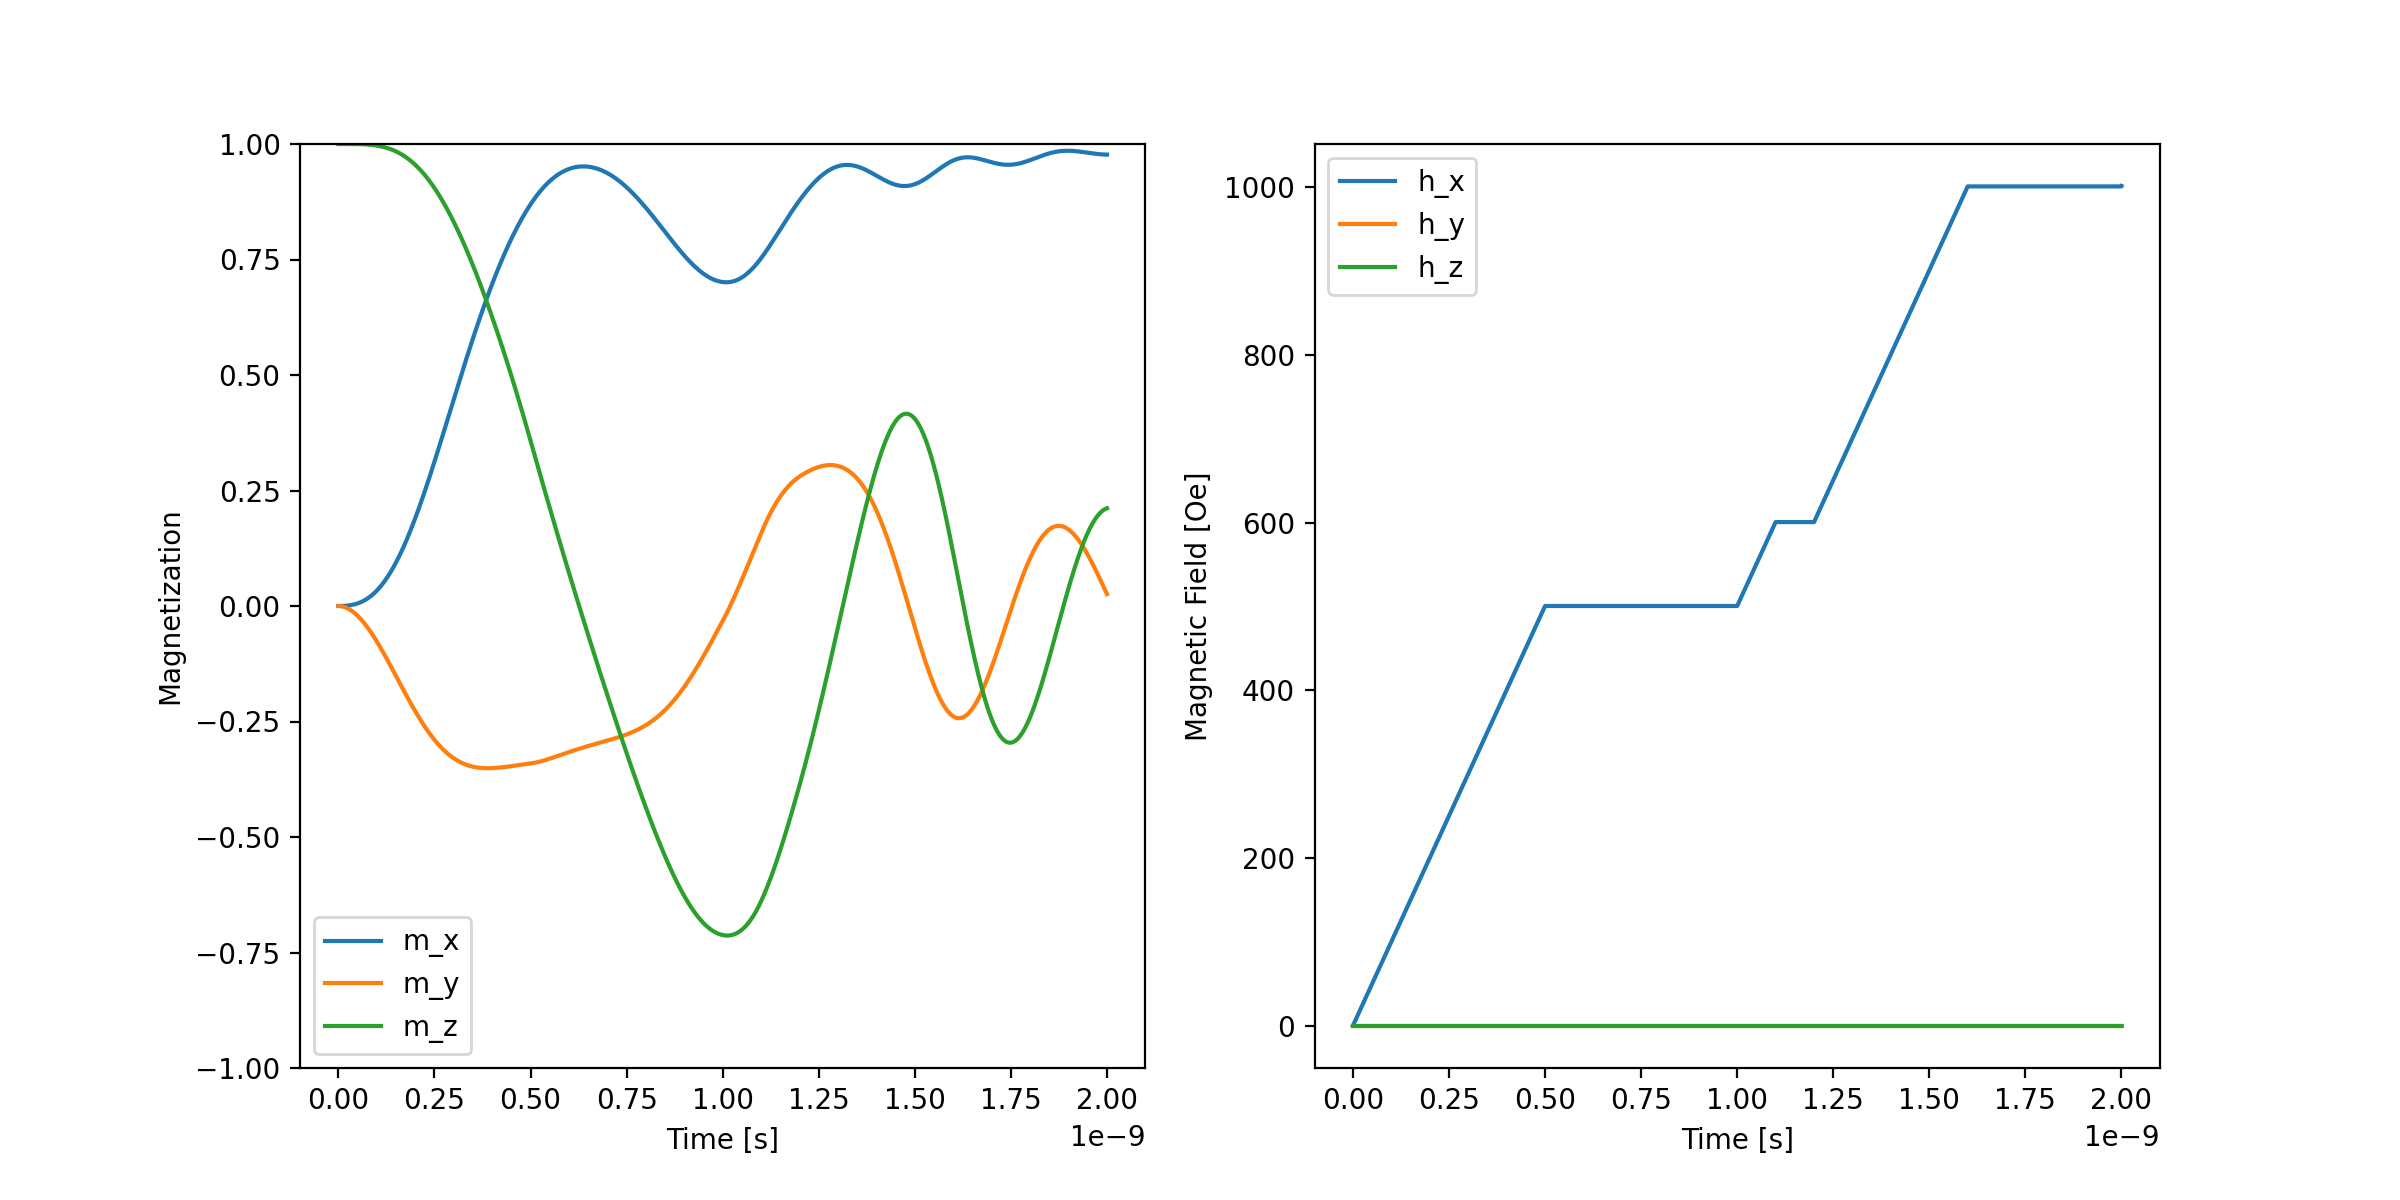 1.00
0.75
0.50
0.25
0.00
−0.25
−0.50
−0.75
−1.00
Magnetization
m_x
m_y
m_z
0.00 0.25 0.50 0.75 1.00 1.25 1.50 1.75 2.00
Time [s]
1e−9
1000
800
600
400
200
0
Magnetic Field [Oe]
h_x
h_y
h_z
0.00 0.25 0.50 0.75 1.00 1.25 1.50 1.75 2.00
Time [s]
1e−9